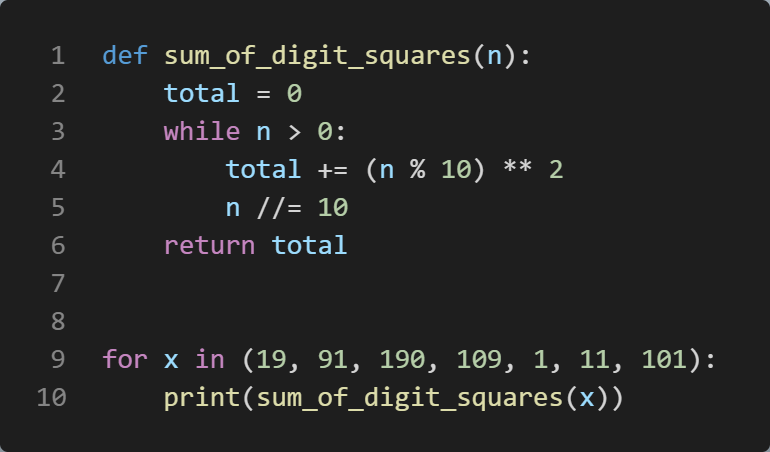 1 def sum_of_digit_squares(n):
2     total = 0
3     while n > 0:
4         total += (n % 10) ** 2
5         n //= 10
6     return total
7
8
9 for x in (19, 91, 190, 109, 1, 11, 101):
10     print(sum_of_digit_squares(x))